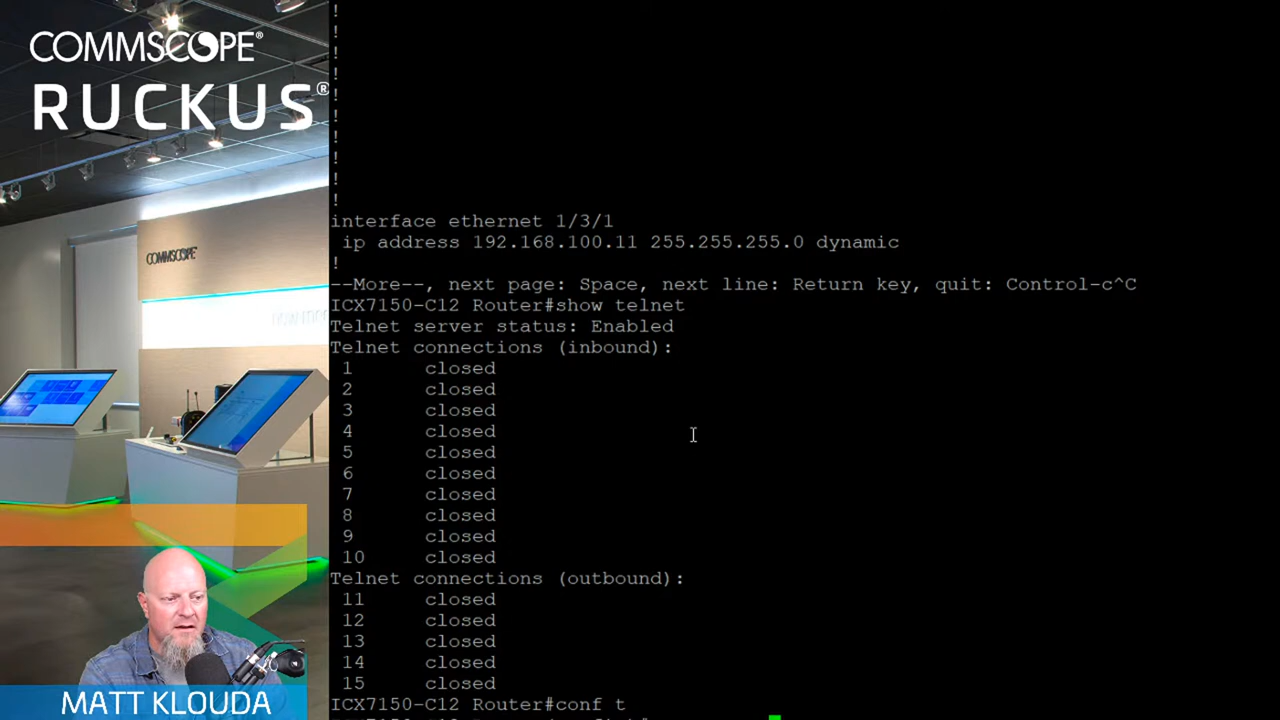 COMMSCOPE®
RUCKUS®
COMMSCOPE
!
!
!
!
!
!
!
!
!
!
interface ethernet 1/3/1
 ip address 192.168.100.11 255.255.255.0 dynamic
!
--More--, next page: Space, next line: Return key, quit: Control-c^C
ICX7150-C12 Router#show telnet
Telnet server status: Enabled
Telnet connections (inbound):
1 closed
2 closed
3 closed
4 closed
5 closed
6 closed
7 closed
8 closed
9 closed
10 closed
Telnet connections (outbound):
11 closed
12 closed
13 closed
14 closed
15 closed
ICX7150-C12 Router#conf t
MATT KLOUDA